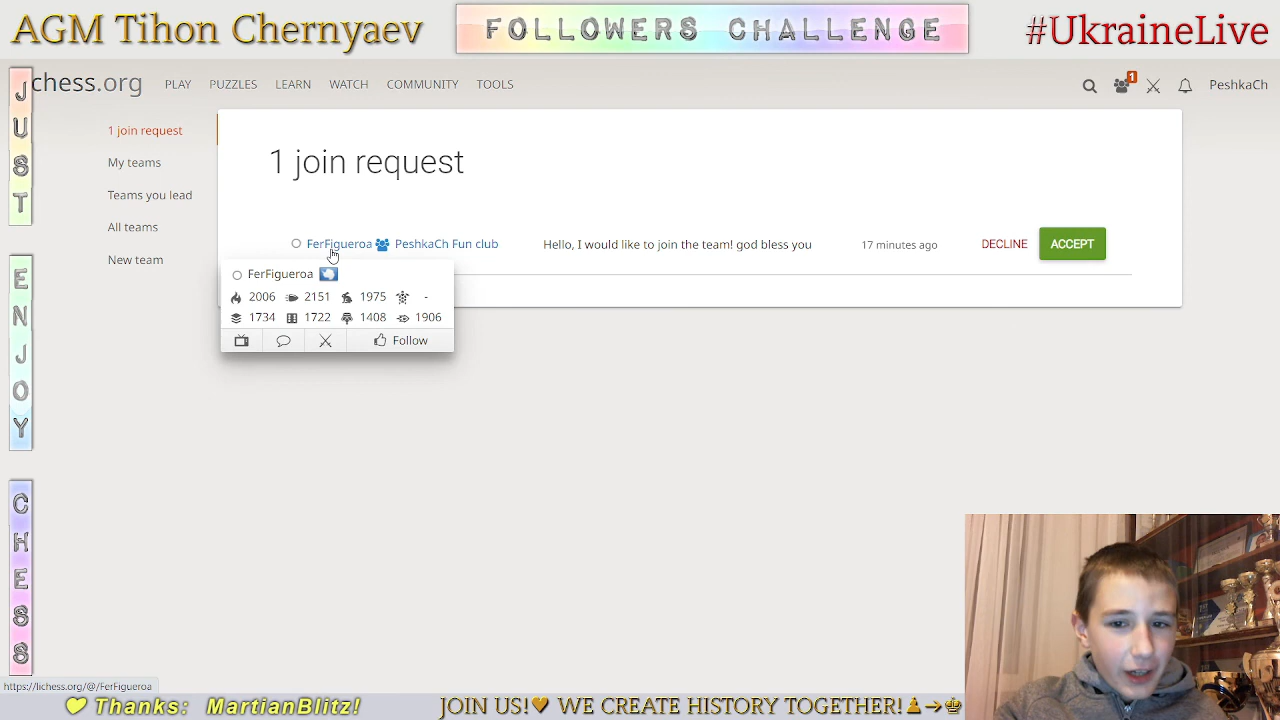 AGM Tihon Chernyaev
FOLLOWERS CHALLENGE
#UkraineLive
chess.org
PLAY
PUZZLES
LEARN
WATCH
COMMUNITY
TOOLS
1
PeshkaCh
JUST
ENJOY
CHESS
1 join request
My teams
Teams you lead
All teams
New team
1 join request
FerFigueroa PeshkaCh Fun club
Hello, I would like to join the team! god bless you
17 minutes ago
DECLINE
ACCEPT
FerFigueroa
2006 2151 1975 -
1734 1722 1408 1906
Follow
https://lichess.org/@/FerFigueroa
Thanks: MartianBlitz!
JOIN US! WE CREATE HISTORY TOGETHER!